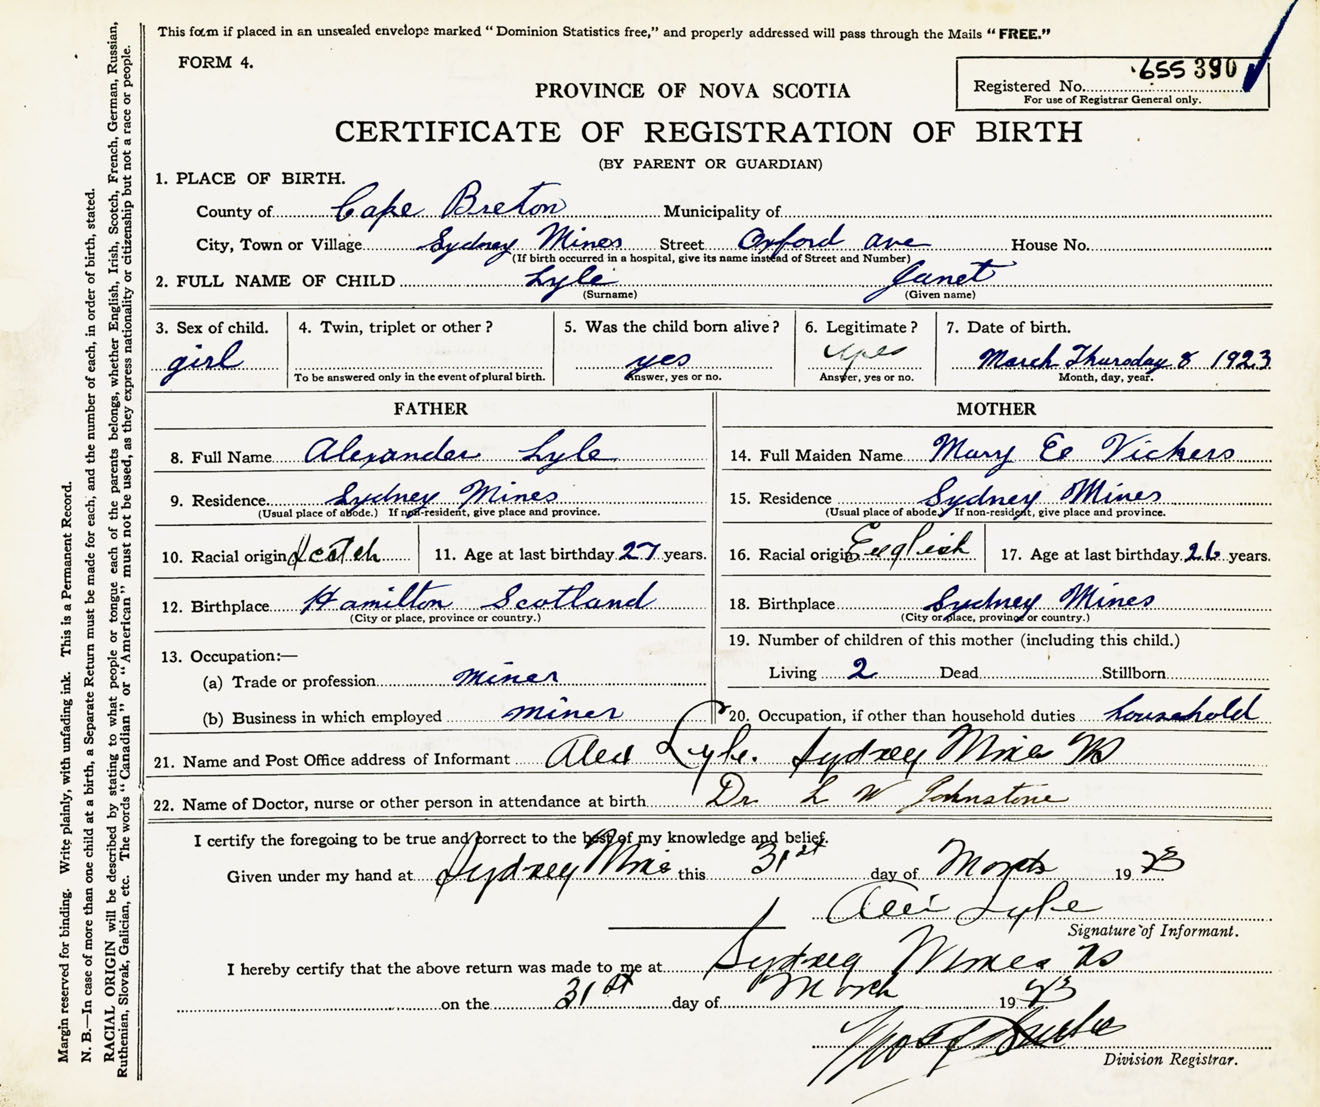 This form if placed in an unsealed envelope marked "Dominion Statistics free," and properly addressed will pass through the Mails "FREE."
FORM 4.
655 390
Registered No.
For use of Registrar General only.
PROVINCE OF NOVA SCOTIA
CERTIFICATE OF REGISTRATION OF BIRTH
(BY PARENT OR GUARDIAN)
1. PLACE OF BIRTH.
County of Cape Breton Municipality of
City, Town or Village Sydney Mines Street Oxford ave House No.
(If birth occurred in a hospital, give its name instead of Street and Number)
2. FULL NAME OF CHILD Lyle Janet
(Surname) (Given name)
3. Sex of child. 4. Twin, triplet or other? 5. Was the child born alive? 6. Legitimate? 7. Date of birth.
girl yes yes March Thursday 8 1923
To be answered only in the event of plural birth. Answer, yes or no. Answer, yes or no. Month, day, year.
FATHER MOTHER
8. Full Name Alexander Lyle 14. Full Maiden Name Mary Vickers
9. Residence Sydney Mines 15. Residence Sydney Mines
(Usual place of abode.) If non-resident, give place and province. (Usual place of abode.) If non-resident, give place and province.
10. Racial origin Scotch 11. Age at last birthday 27 years. 16. Racial origin English 17. Age at last birthday 26 years.
12. Birthplace Hamilton Scotland 18. Birthplace Sydney Mines
(City or place, province or country.) (City or place, province or country.)
19. Number of children of this mother (including this child.)
13. Occupation:—
(a) Trade or profession miner Living 2 Dead Stillborn
(b) Business in which employed miner 20. Occupation, if other than household duties household
21. Name and Post Office address of Informant Alex Lyle. Sydney Mines NS
22. Name of Doctor, nurse or other person in attendance at birth Dr L W Johnstone
I certify the foregoing to be true and correct to the best of my knowledge and belief.
Given under my hand at Sydney Mines this 31st day of March 1923
Lyle
Signature of Informant.
I hereby certify that the above return was made to me at Sydney Mines NS
on the 31st day of March 1923
Division Registrar.
Margin reserved for binding. Write plainly, with unfading ink. This is a Permanent Record.
N. B.—In case of more than one child at a birth, a Separate Return must be made for each, and the number of each, in order of birth, stated.
RACIAL ORIGIN will be described by stating to what people or tongue each of the parents belongs, whether English, Irish, Scotch, French, German, Russian,
Ruthenian, Slovak, Galician, etc. The words "Canadian" or "American" must not be used, as they express nationality or citizenship but not a race or people.